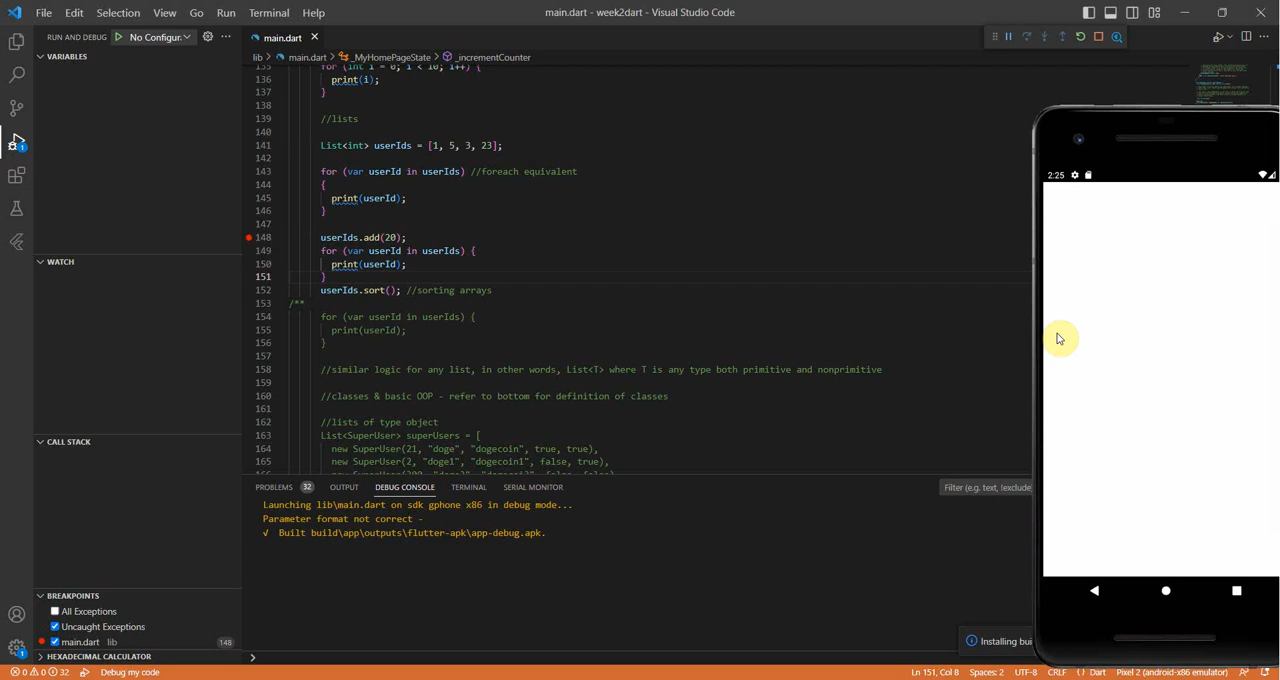 File Edit Selection View Go Run Terminal Help
main.dart - week2dart - Visual Studio Code
RUN AND DEBUG No Configur
main.dart
lib > main.dart > _MyHomePageState > _incrementCounter
VARIABLES
WATCH
CALL STACK
BREAKPOINTS
All Exceptions
Uncaught Exceptions
main.dart lib 148
HEXADECIMAL CALCULATOR
135 for (int i = 0; i < 10; i++) {
136 print(i);
137 }
138
139 //lists
140
141 List<int> userIds = [1, 5, 3, 23];
142
143 for (var userId in userIds) //foreach equivalent
144 {
145 print(userId);
146 }
147
148 userIds.add(20);
149 for (var userId in userIds) {
150 print(userId);
151 }
152 userIds.sort(); //sorting arrays
153 /**
154 for (var userId in userIds) {
155 print(userId);
156 }
157
158 //similar logic for any list, in other words, List<T> where T is any type both primitive and nonprimitive
159
160 //classes & basic OOP - refer to bottom for definition of classes
161
162 //lists of type object
163 List<SuperUser> superUsers = [
164 new SuperUser(21, "doge", "dogecoin", true, true),
165 new SuperUser(2, "doge1", "dogecoin1", false, true),
PROBLEMS 32 OUTPUT DEBUG CONSOLE TERMINAL SERIAL MONITOR
Filter (e.g. text, !exclude
Launching lib\main.dart on sdk gphone x86 in debug mode...
Parameter format not correct -
√ Built build\app\outputs\flutter-apk\app-debug.apk.
Installing bui
2:25
1
1
0 0 0 32 Debug my code
Ln 151, Col 8 Spaces: 2 UTF-8 CRLF { } Dart Pixel 2 (android-x86 emulator)